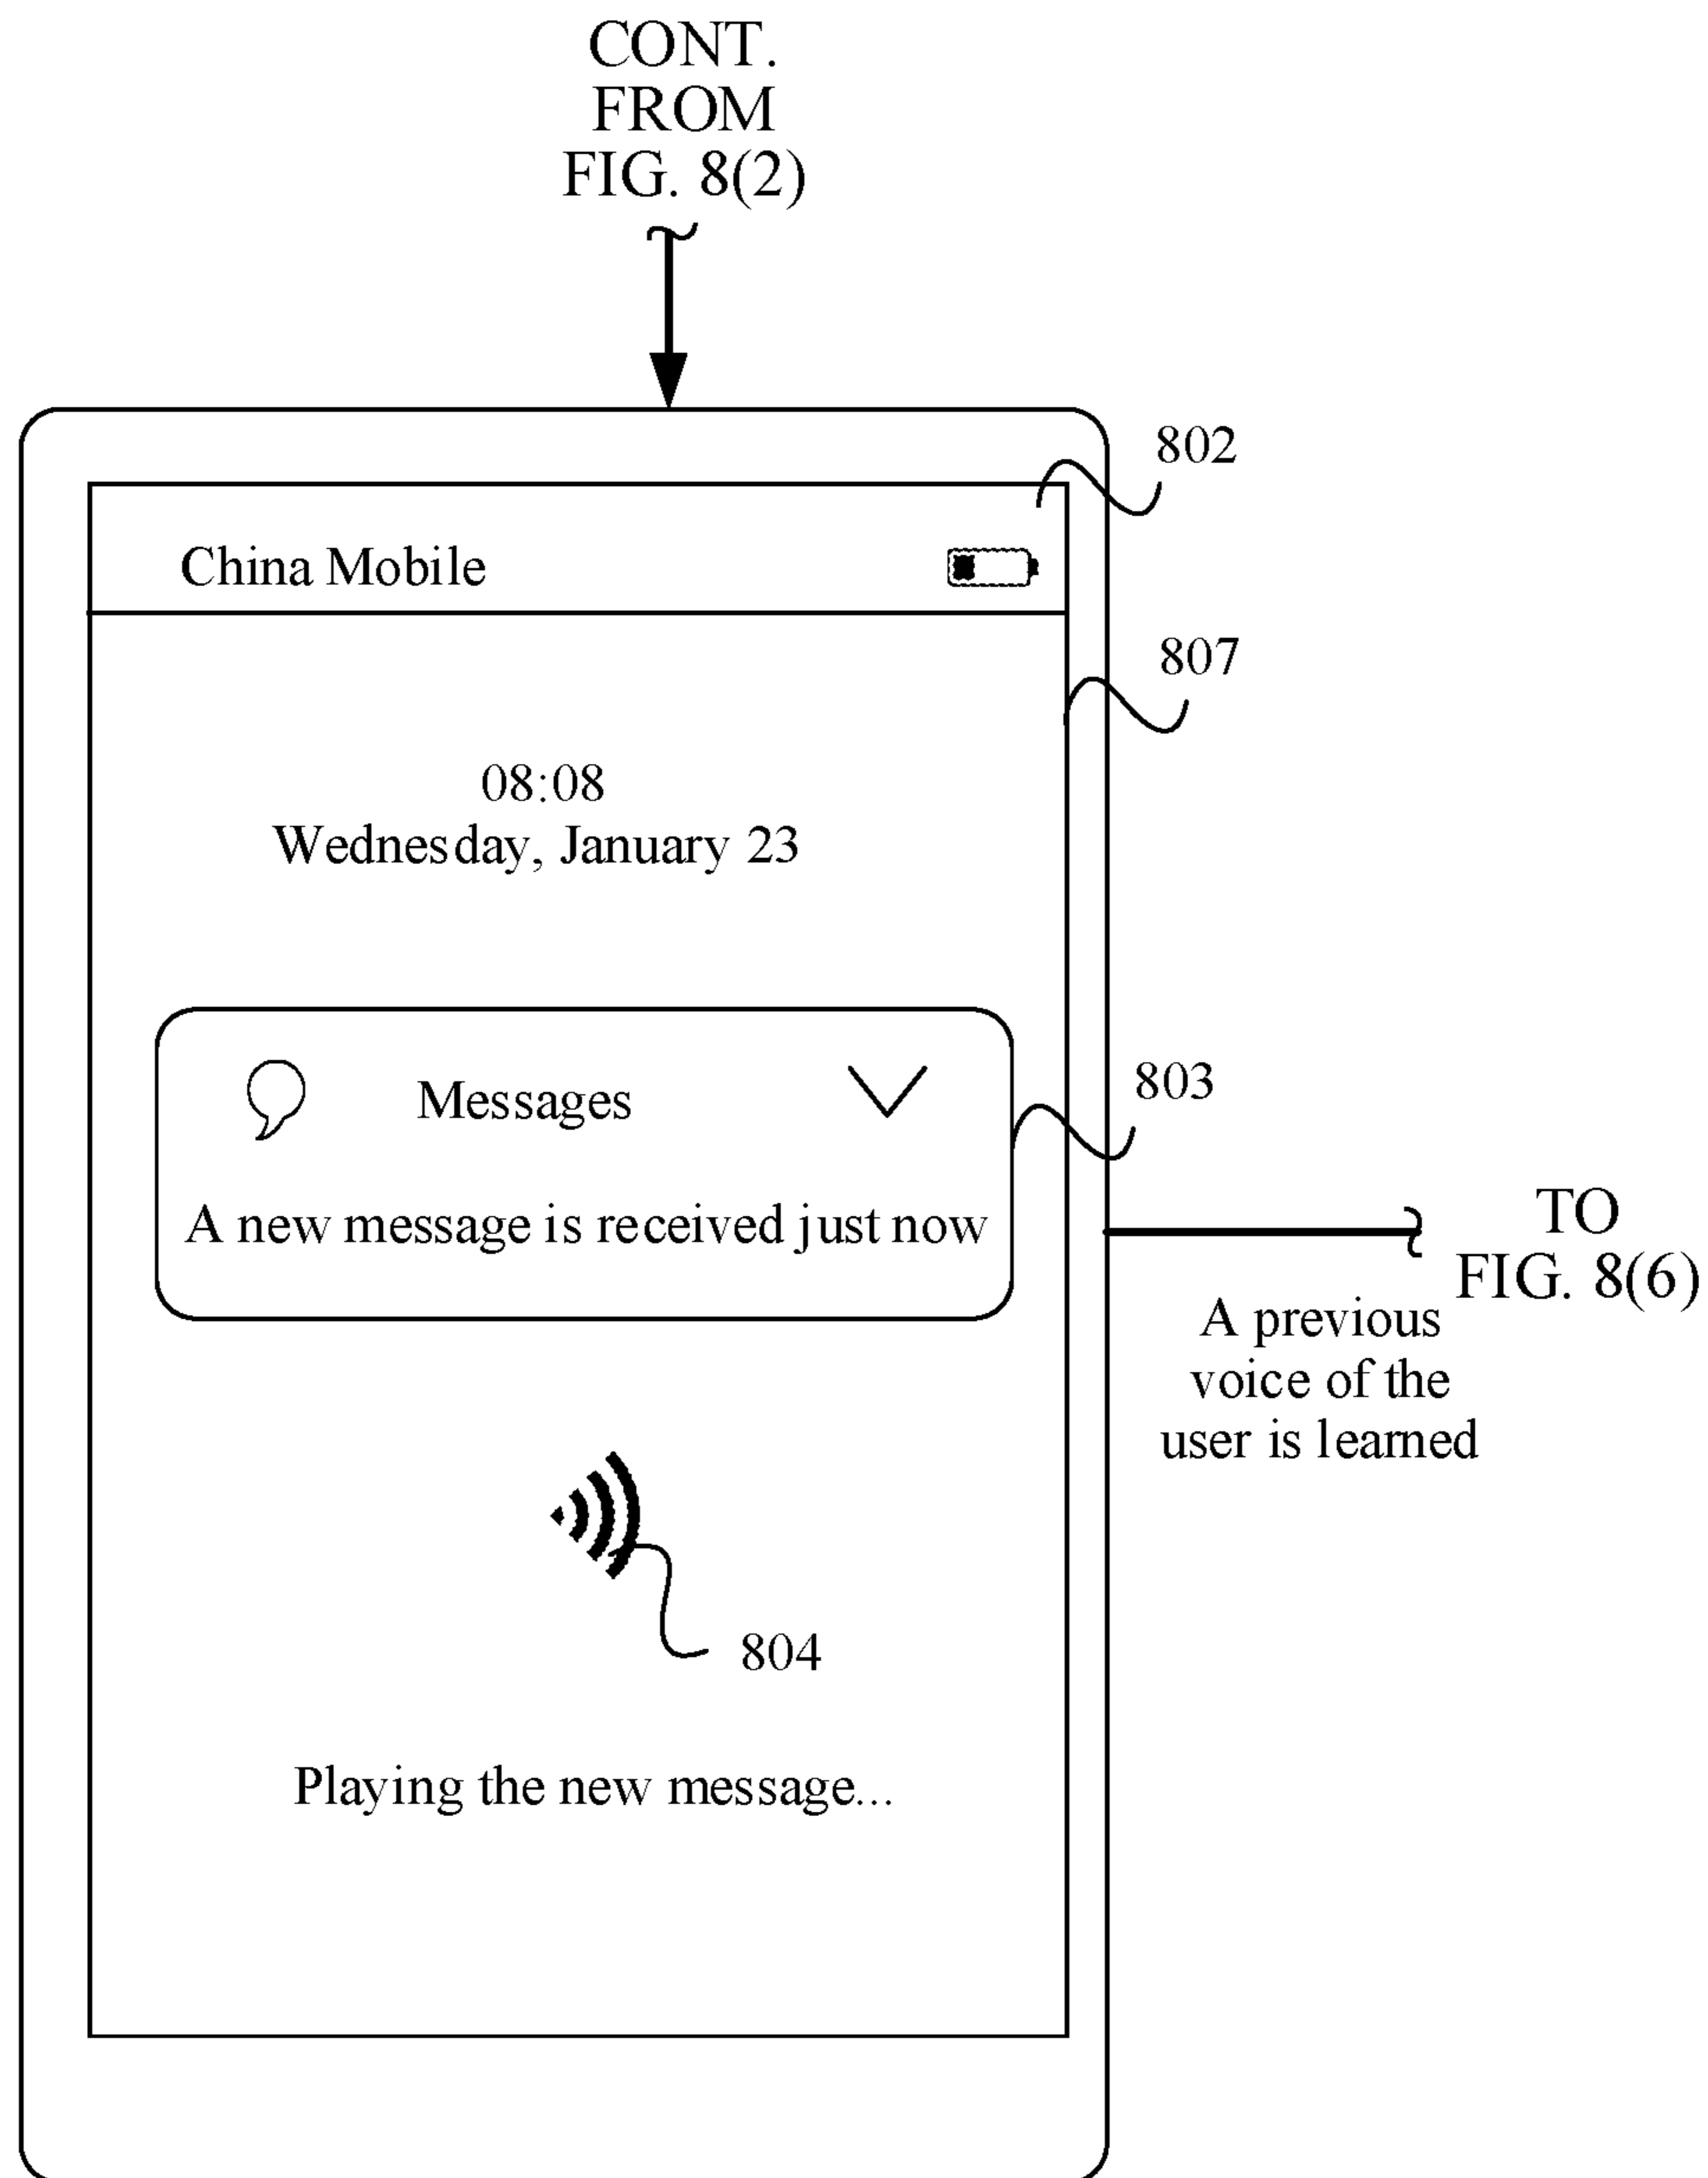 CONT.
FROM
FIG. 8(2)
802
China Mobile
807
08:08
Wednesday, January 23
Messages
803
A new message is received just now
TO
FIG. 8(6)
A previous
voice of the
user is learned
804
Playing the new message...